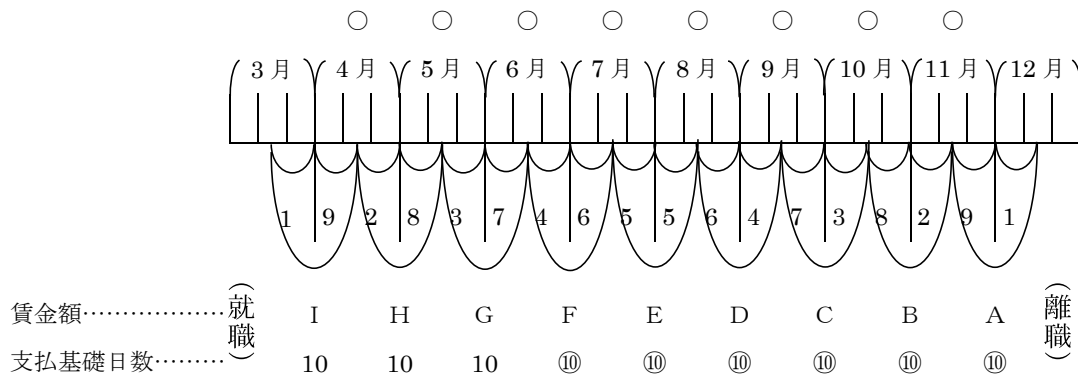 ○ ○ ○ ○ ○ ○ ○ ○
3月 4月 5月 6月 7月 8月 9月 10月 11月 12月
1 9 2 8 3 7 4 6 5 5 6 4 7 3 8 2 9 1
賃金額……………… (就職) I H G F E D C B A (離職)
支払基礎日数……… 10 10 10 ⑩ ⑩ ⑩ ⑩ ⑩ ⑩